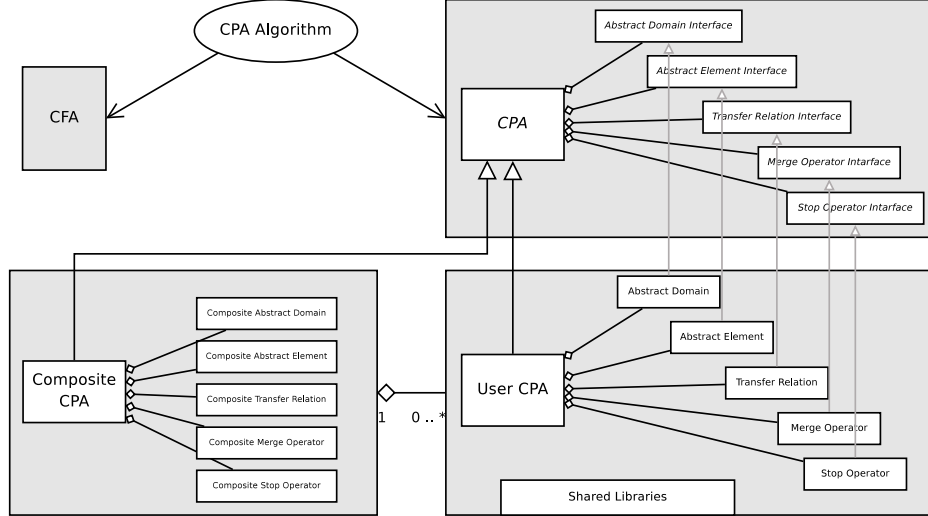 CPA Algorithm
CFA
CPA
Abstract Domain Interface
Abstract Element Interface
Transfer Relation Interface
Merge Operator Intarface
Stop Operator Intarface
Composite
CPA
Composite Abstract Domain
Composite Abstract Element
Composite Transfer Relation
Composite Merge Operator
Composite Stop Operator
1
0 .. *
User CPA
Abstract Domain
Abstract Element
Transfer Relation
Merge Operator
Stop Operator
Shared Libraries